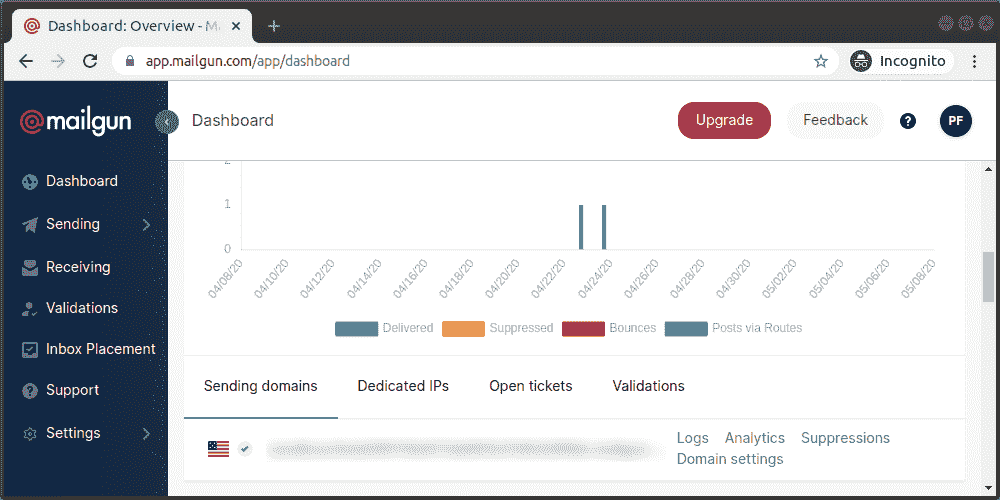 Dashboard: Overview - Ma
app.mailgun.com/app/dashboard
Incognito
@mailgun
Dashboard
Upgrade
Feedback
?
PF
Dashboard
Sending
Receiving
Validations
Inbox Placement
Support
Settings
2
1
0
04/08/20 04/10/20 04/12/20 04/14/20 04/16/20 04/18/20 04/20/20 04/22/20 04/24/20 04/26/20 04/28/20 04/30/20 05/02/20 05/04/20 05/06/20 05/08/20
Delivered Suppressed Bounces Posts via Routes
Sending domains Dedicated IPs Open tickets Validations
Logs Analytics Suppressions
Domain settings